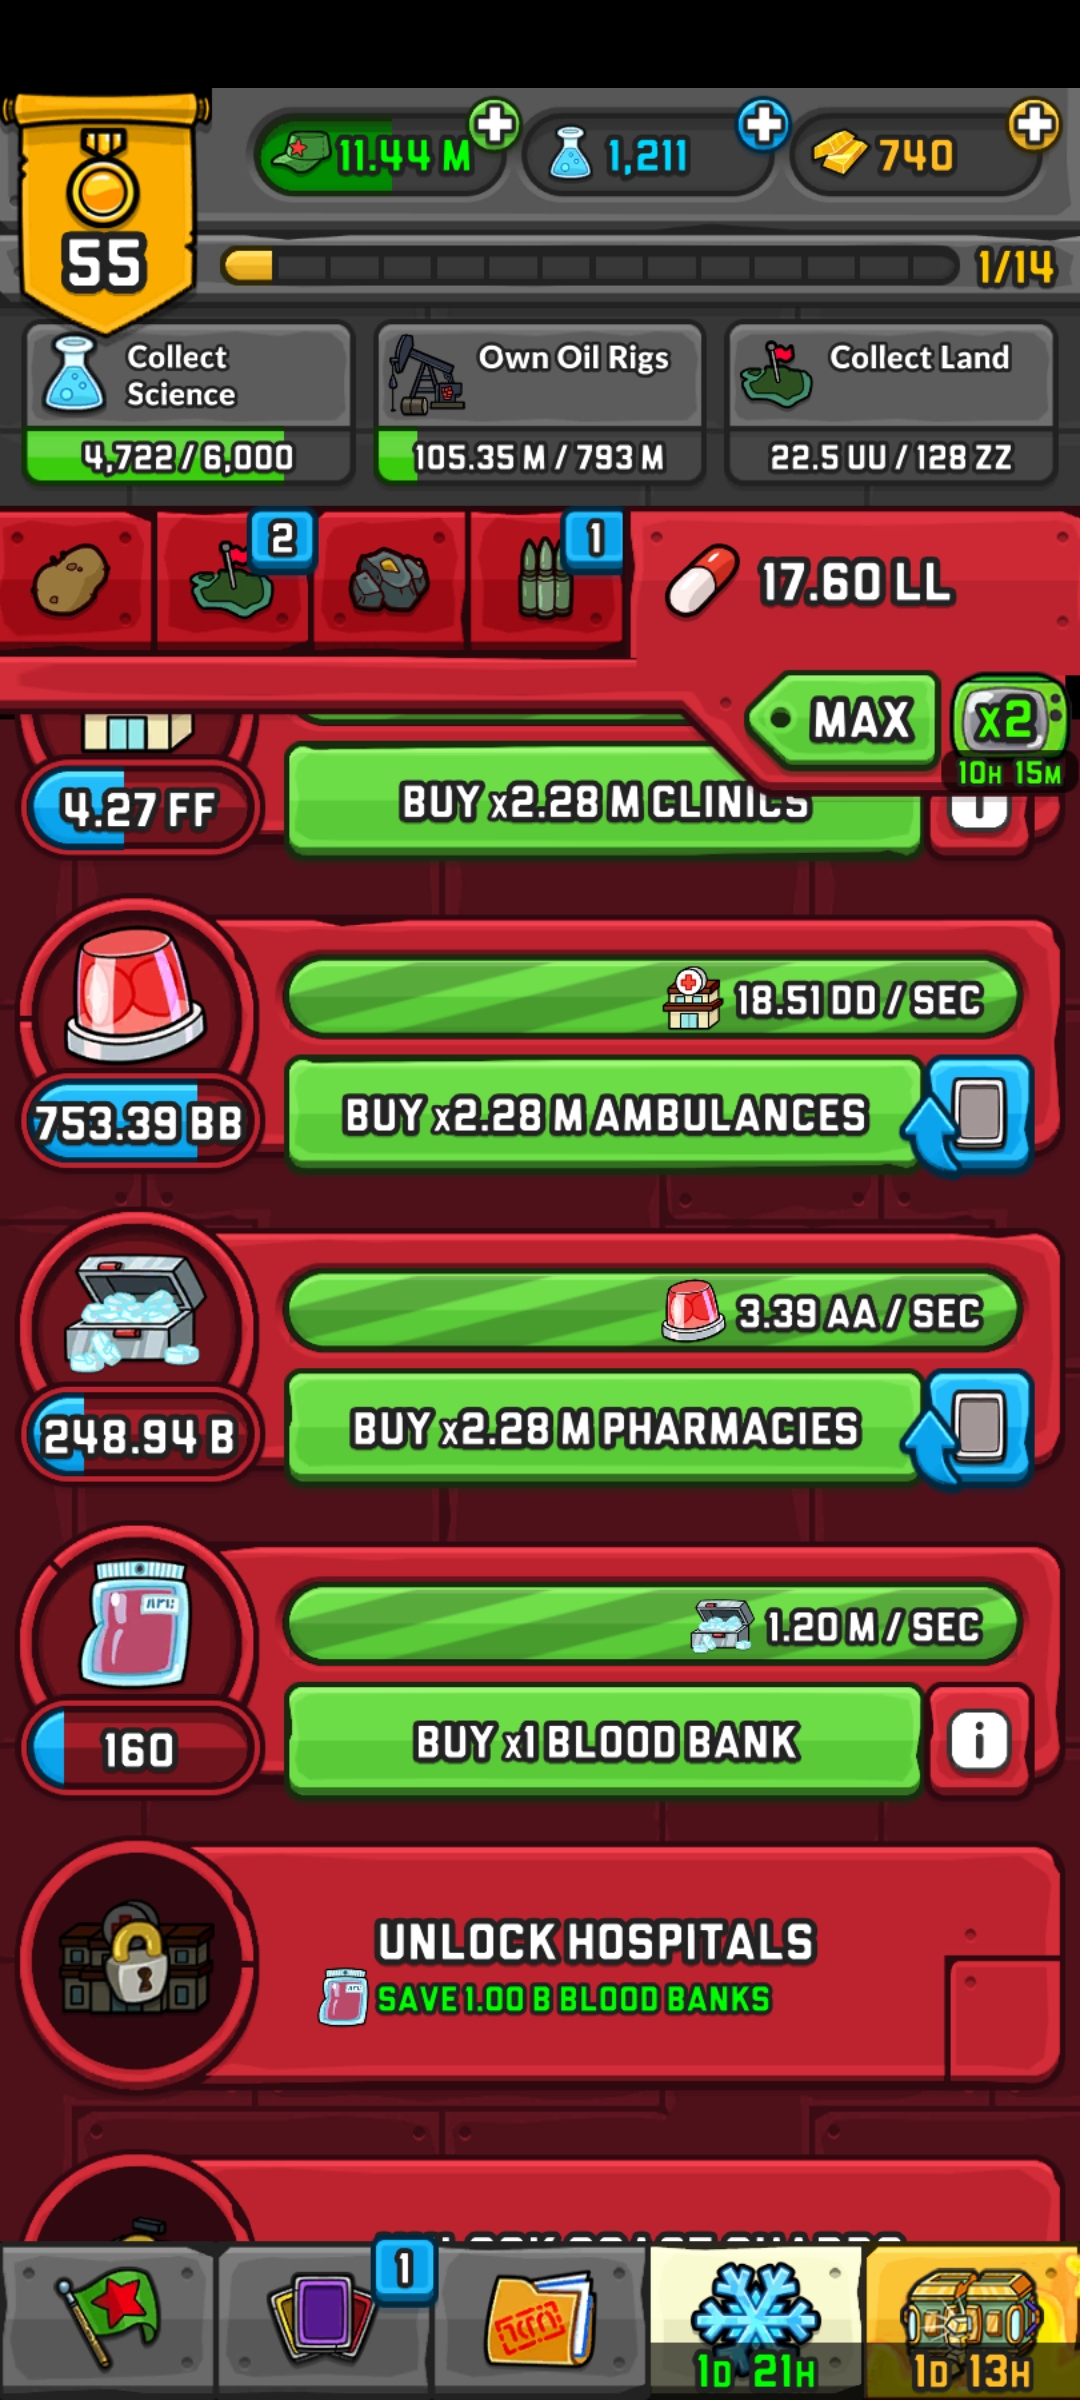 11.44 M
1,211
740
55
1/14
Collect
Science
4,722 / 6,000
Own Oil Rigs
105.35 M / 793 M
Collect Land
22.5 UU / 128 ZZ
2
1
17.60 LL
MAX
x2
10H 15M
4.27 FF
BUY x2.28 M CLINICS
18.51 DD / SEC
753.39 BB
BUY x2.28 M AMBULANCES
3.39 AA / SEC
248.94 B
BUY x2.28 M PHARMACIES
1.20 M / SEC
160
BUY x1 BLOOD BANK
i
UNLOCK HOSPITALS
SAVE 1.00 B BLOOD BANKS
1
1D 21H
1D 13H